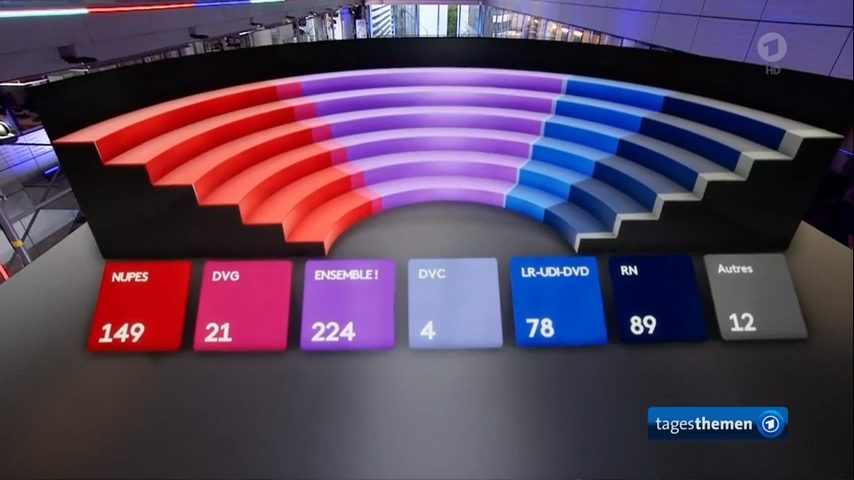 1
HD
NUPES
149
DVG
21
ENSEMBLE !
224
DVC
4
LR-UDI-DVD
78
RN
89
Autres
12
tagesthemen 1